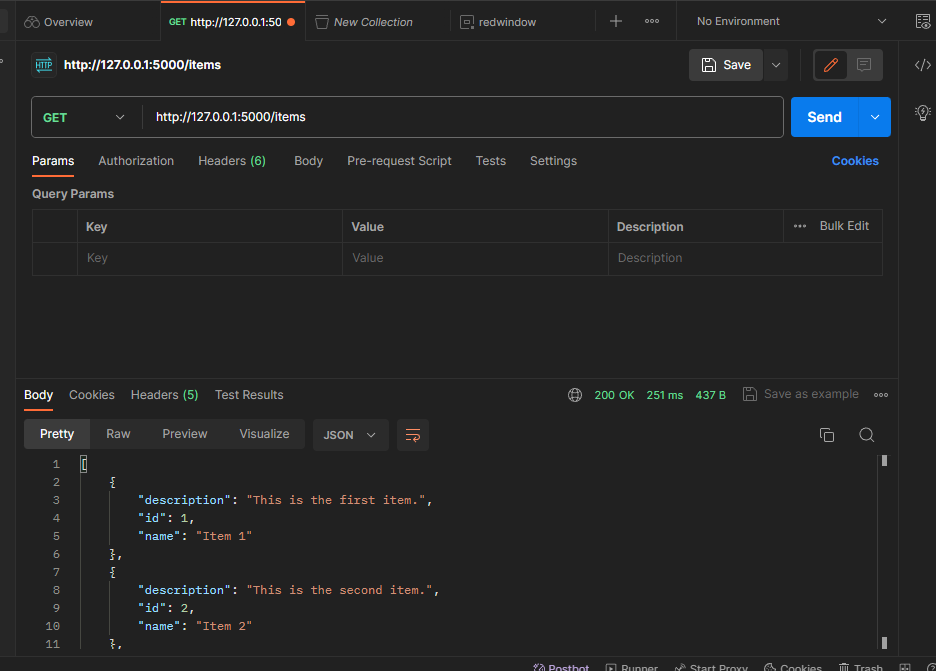 Overview
GET http://127.0.0.1:50
New Collection
redwindow
No Environment
HTTP http://127.0.0.1:5000/items
Save
GET http://127.0.0.1:5000/items
Send
Params Authorization Headers (6) Body Pre-request Script Tests Settings Cookies
Query Params
Key Value Description Bulk Edit
Key Value Description
Body Cookies Headers (5) Test Results 200 OK 251 ms 437 B Save as example
Pretty Raw Preview Visualize JSON
1 [
2 {
3 "description": "This is the first item.",
4 "id": 1,
5 "name": "Item 1"
6 },
7 {
8 "description": "This is the second item.",
9 "id": 2,
10 "name": "Item 2"
11 },
Postbot Runner Start Proxy Cookies Trash